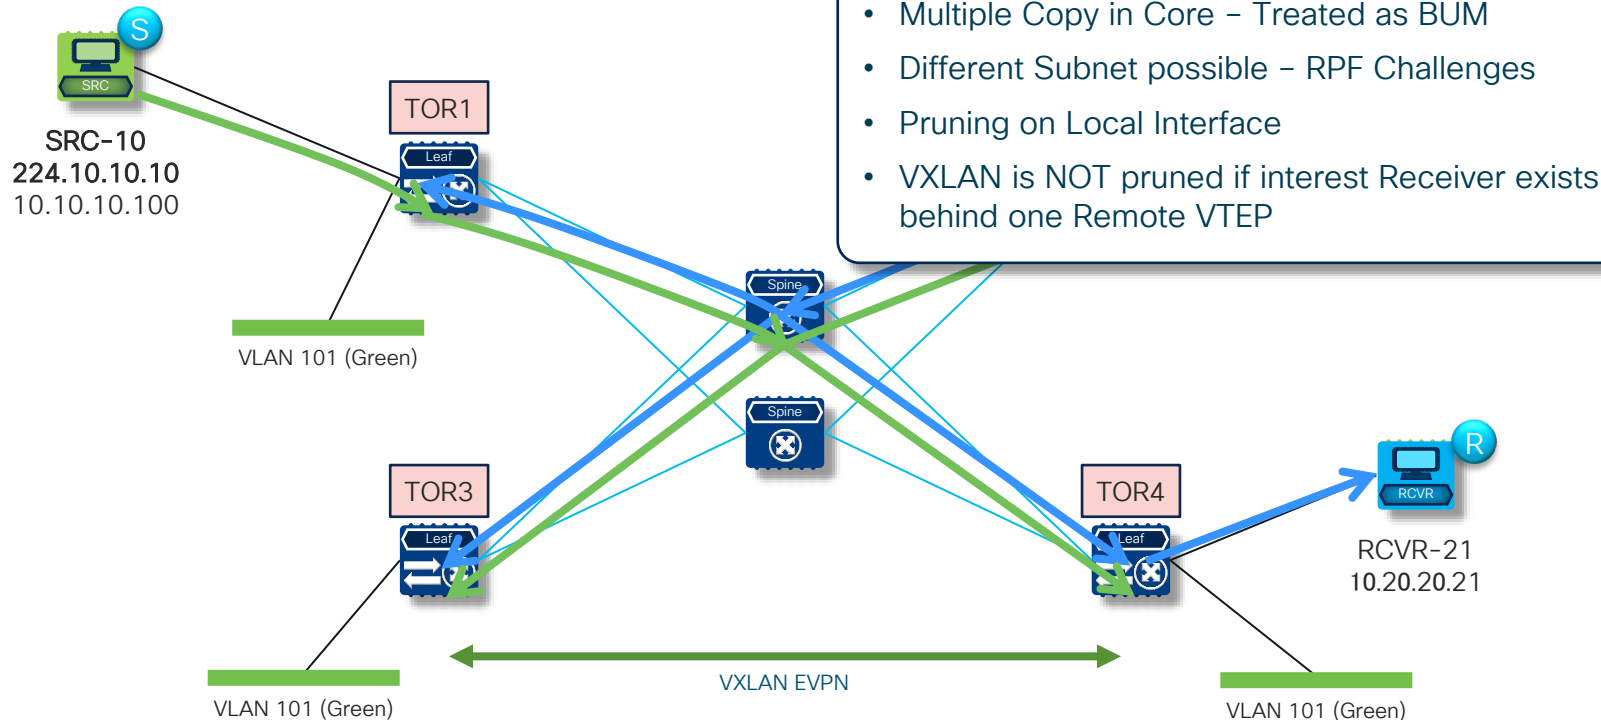 • Multiple Copy in Core – Treated as BUM
• Different Subnet possible – RPF Challenges
• Pruning on Local Interface
• VXLAN is NOT pruned if interest Receiver exists
behind one Remote VTEP
S
SRC
SRC-10
224.10.10.10
10.10.10.100
TOR1
Leaf
VLAN 101 (Green)
Spine
Spine
TOR3
Leaf
VLAN 101 (Green)
VXLAN EVPN
TOR4
Leaf
R
RCVR
RCVR-21
10.20.20.21
VLAN 101 (Green)